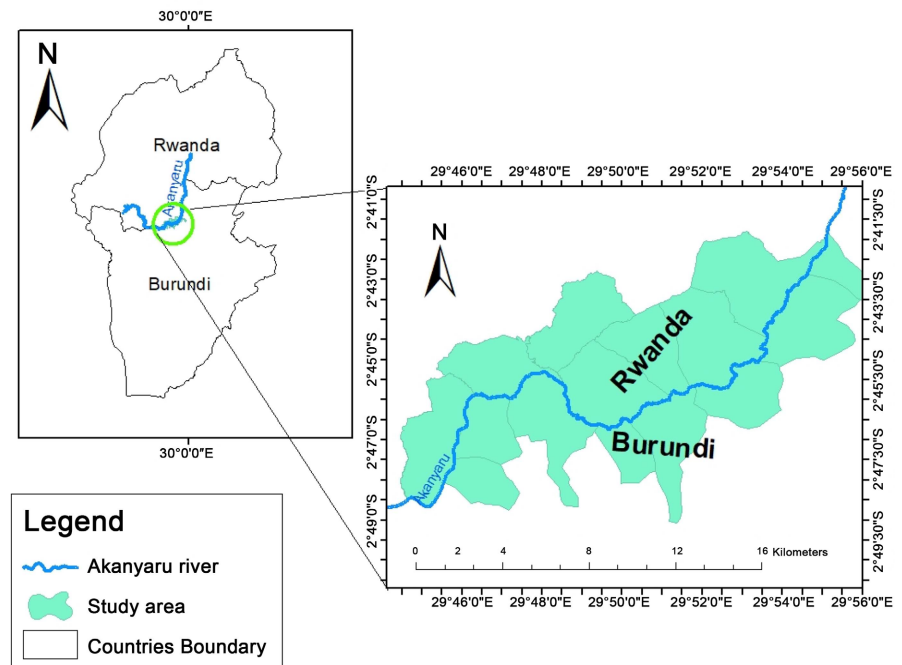 30°0'0"E
N
Rwanda
Akanyaru
Burundi
30°0'0"E
29°46'0"E 29°48'0"E 29°50'0"E 29°52'0"E 29°54'0"E 29°56'0"E
2°41'0"S
2°43'0"S
2°45'0"S
2°47'0"S
2°49'0"S
N
Rwanda
Burundi
Akanyaru
0 2 4 8 12 16 Kilometers
2°41'30"S
2°43'30"S
2°45'30"S
2°47'30"S
2°49'30"S
29°46'0"E 29°48'0"E 29°50'0"E 29°52'0"E 29°54'0"E 29°56'0"E
Legend
Akanyaru river
Study area
Countries Boundary